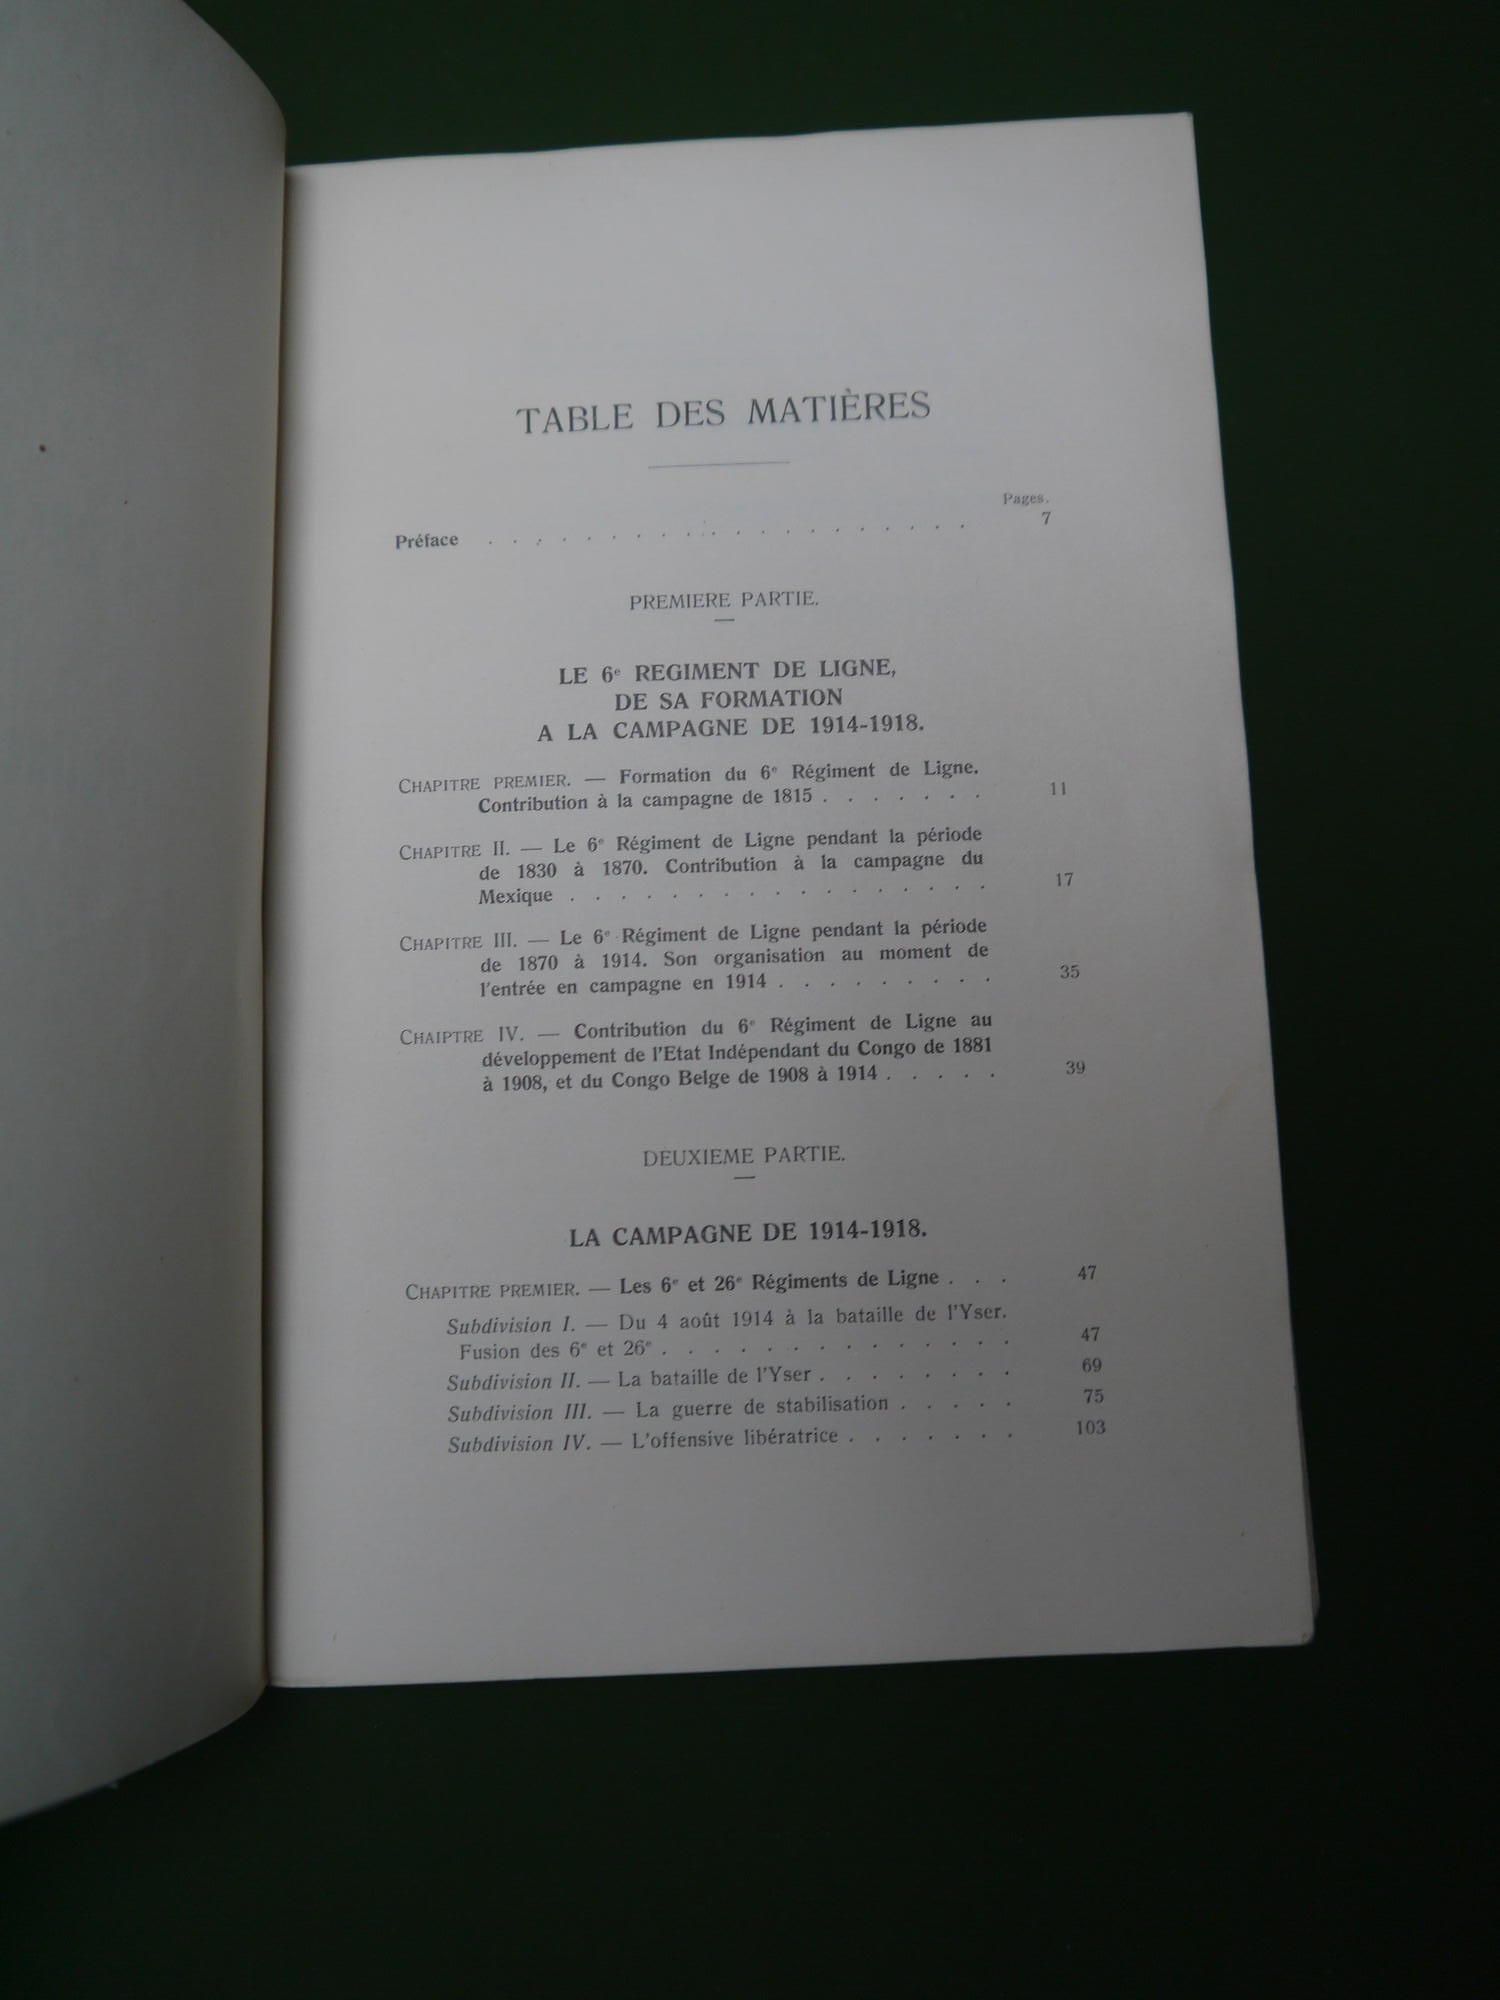 TABLE DES MATIÈRES
Pages.
Préface . . . . . . . . . . . . . . . . . . . . 7
PREMIERE PARTIE.
LE 6e REGIMENT DE LIGNE,
DE SA FORMATION
A LA CAMPAGNE DE 1914-1918.
CHAPITRE PREMIER. — Formation du 6e Régiment de Ligne.
Contribution à la campagne de 1815 . . . . . . . 11
CHAPITRE II. — Le 6e Régiment de Ligne pendant la période
de 1830 à 1870. Contribution à la campagne du
Mexique . . . . . . . . . . . . . . . . . 17
CHAPITRE III. — Le 6e Régiment de Ligne pendant la période
de 1870 à 1914. Son organisation au moment de
l'entrée en campagne en 1914 . . . . . . . . . 35
CHAIPTRE IV. — Contribution du 6e Régiment de Ligne au
développement de l'Etat Indépendant du Congo de 1881
à 1908, et du Congo Belge de 1908 à 1914 . . . . . 39
DEUXIEME PARTIE.
LA CAMPAGNE DE 1914-1918.
CHAPITRE PREMIER. — Les 6e et 26e Régiments de Ligne . . . 47
Subdivision I. — Du 4 août 1914 à la bataille de l'Yser.
Fusion des 6e et 26e . . . . . . . . . . . . . . 47
Subdivision II. — La bataille de l'Yser . . . . . . . . 69
Subdivision III. — La guerre de stabilisation . . . . . 75
Subdivision IV. — L'offensive libératrice . . . . . . . 103